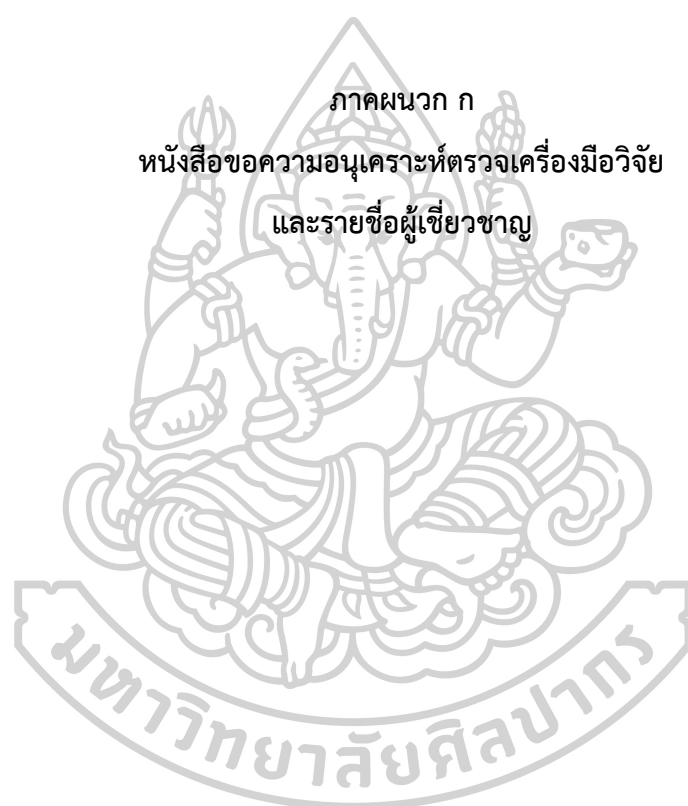 ภาคผนวก ก
หนังสือขอความอนุเคราะห์ตรวจเครื่องมือวิจัย
และรายชื่อผู้เชี่ยวชาญ
มหาวิทยาลัยศิลปากร